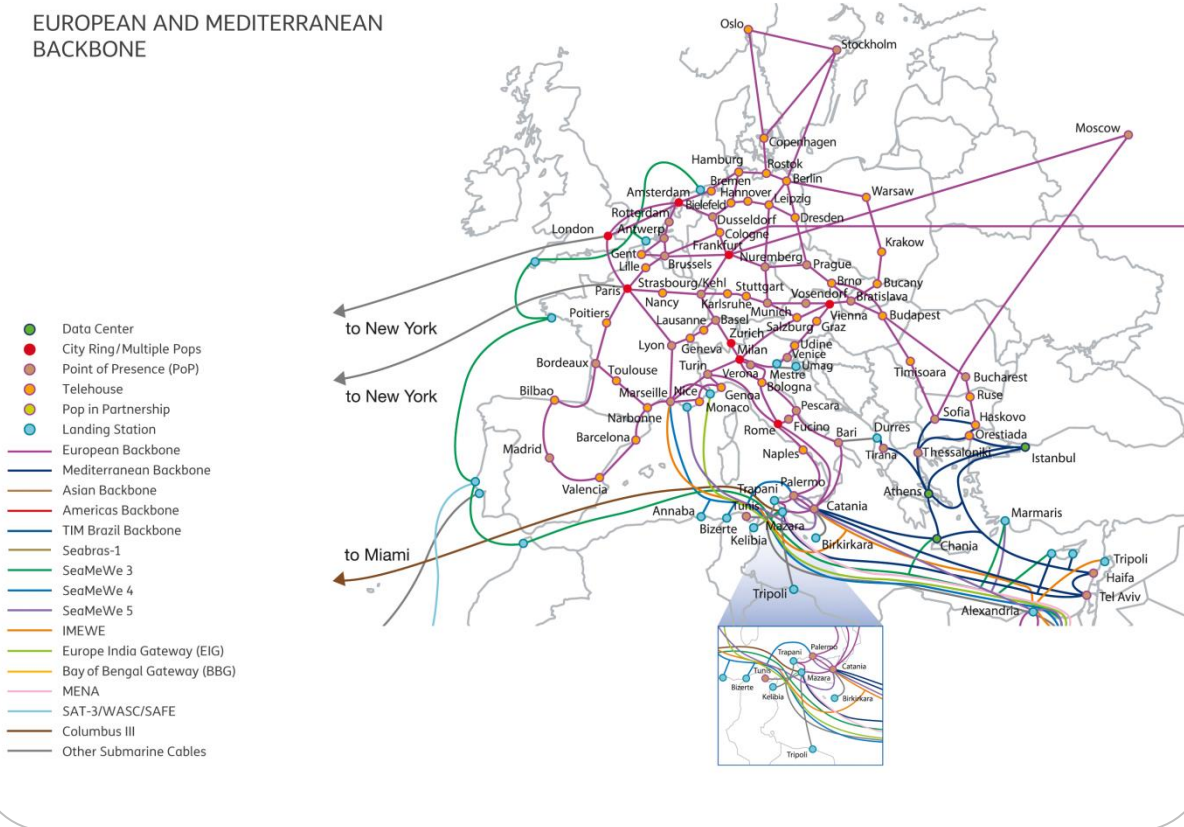 EUROPEAN AND MEDITERRANEAN
BACKBONE
Oslo
Stockholm
Moscow
Copenhagen
Hamburg
Rostok
Bremen
Berlin
Amsterdam
Hannover
Warsaw
Bielefeld
Leipzig
Rotterdam
Dusseldorf
Dresden
London
Antwerp
Cologne
Frankfurt
Krakow
Gent
Nuremberg
Lille
Brussels
Prague
Strasbourg/Kehl
Stuttgart
Brno
Bucany
Paris
Vosendorf
Bratislava
Nancy
Karlsruhe
Munich
Vienna
Budapest
to New York
Poitiers
Lausanne
Basel
Salzburg
Graz
Zurich
Lyon
Geneva
Milan
Udine
Venice
Bordeaux
Turin
Umag
Timisoara
Toulouse
Verona
Mestre
Bucharest
to New York
Bilbao
Marseille
Nice
Genoa
Bologna
Ruse
Narbonne
Monaco
Pescara
Sofia
Haskovo
Barcelona
Rome
Fucino
Bari
Durres
Orestiada
Madrid
Naples
Tirana
Thessaloniki
Istanbul
Valencia
Trapani
Palermo
Athens
Annaba
Tunis
Catania
Marmaris
Bizerte
Mazara
Kelibia
Birkirkara
Chania
to Miami
Tripoli
Haifa
Tripoli
Tel Aviv
Alexandria
Data Center
City Ring/Multiple Pops
Point of Presence (PoP)
Telehouse
Pop in Partnership
Landing Station
European Backbone
Mediterranean Backbone
Asian Backbone
Americas Backbone
TIM Brazil Backbone
Seabras-1
SeaMeWe 3
SeaMeWe 4
SeaMeWe 5
IMEWE
Europe India Gateway (EIG)
Bay of Bengal Gateway (BBG)
MENA
SAT-3/WASC/SAFE
Columbus III
Other Submarine Cables
Palermo
Trapani
Catania
Tunis
Mazara
Bizerte
Kelibia
Birkirkara
Tripoli